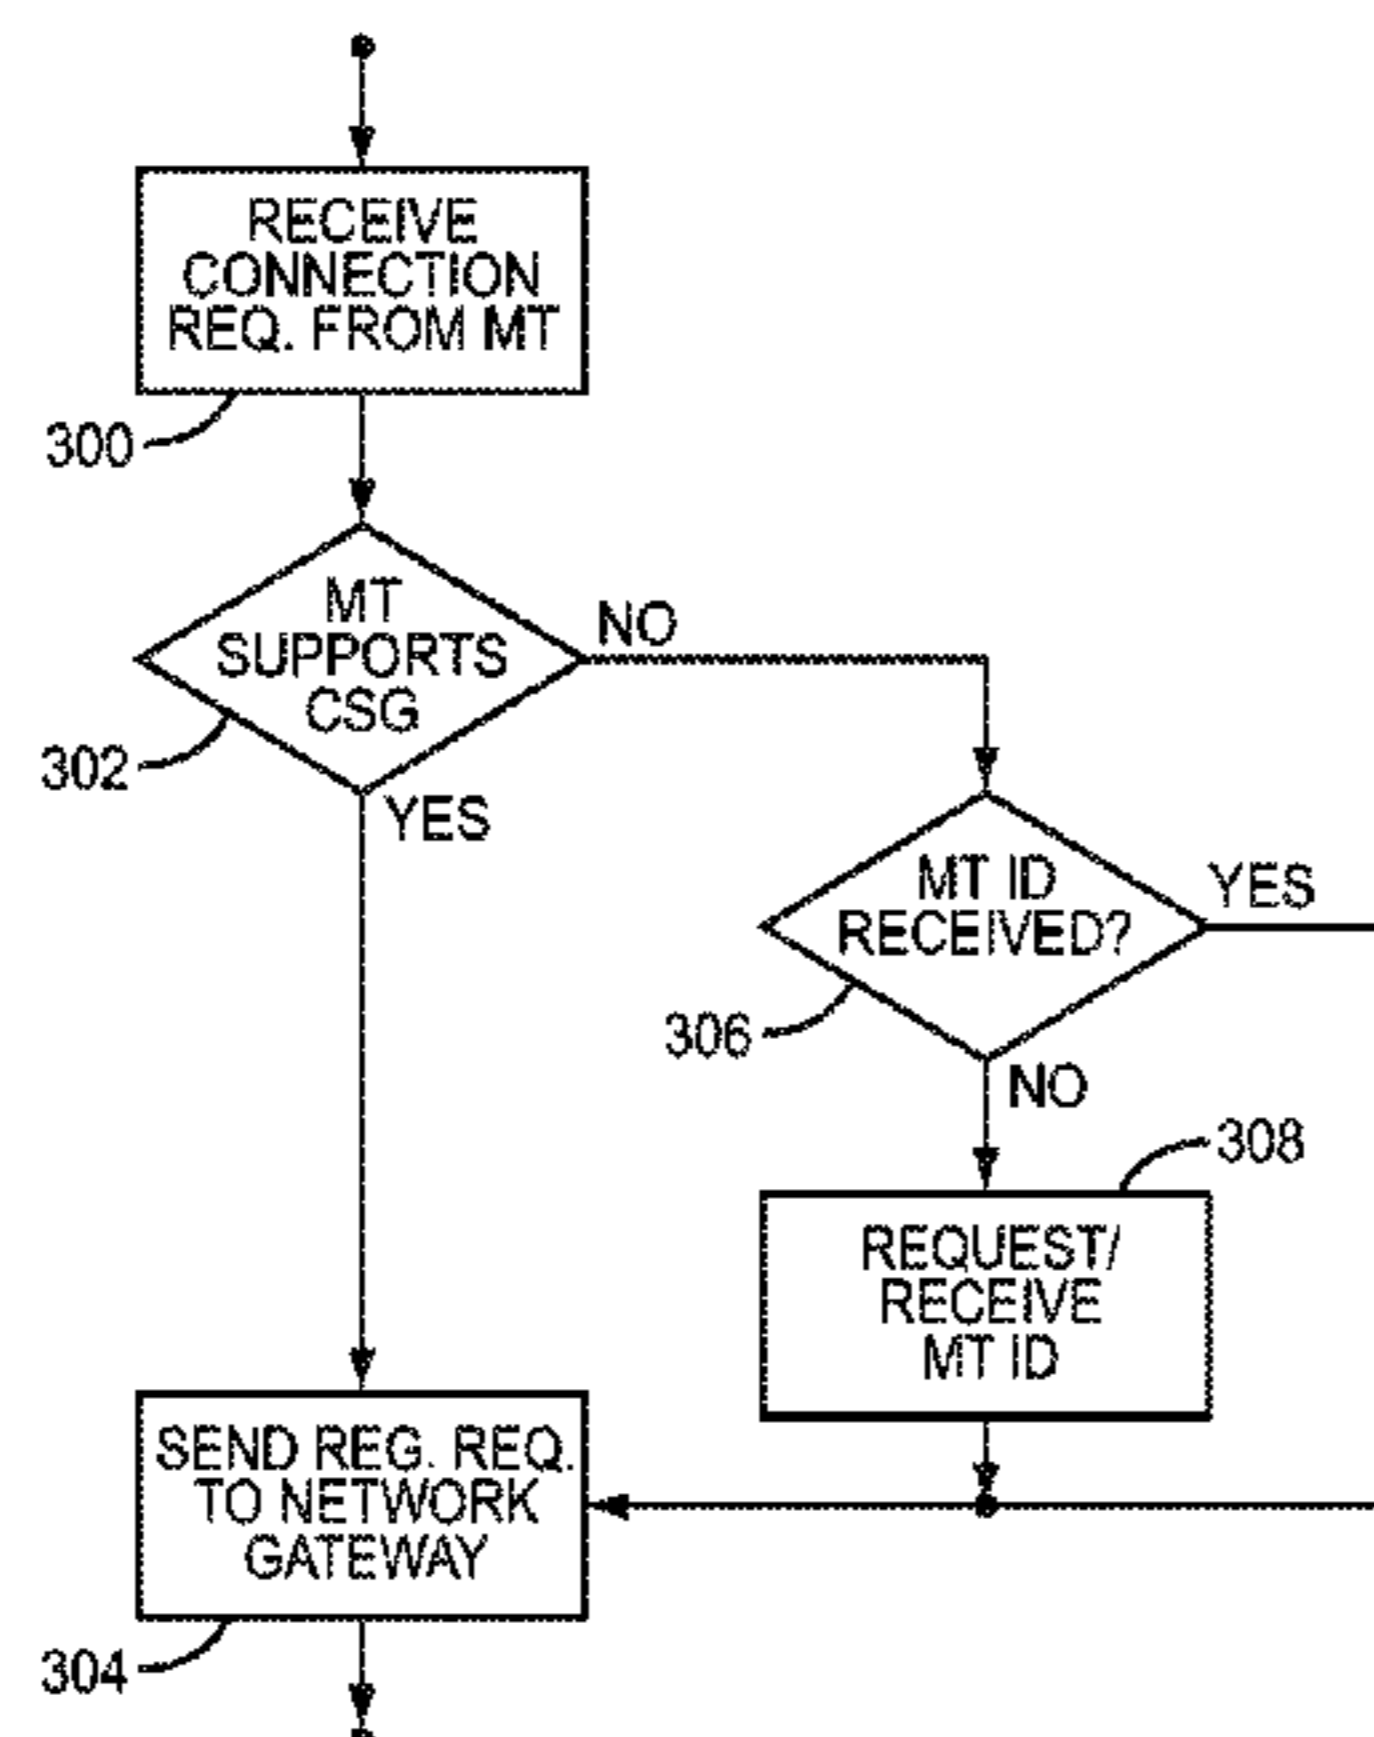 RECEIVE
CONNECTION
REQ. FROM MT
300
MT
SUPPORTS
CSG
NO
302
YES
MT ID
RECEIVED?
YES
306
NO
308
REQUEST/
RECEIVE
MT ID
SEND REG. REQ.
TO NETWORK
GATEWAY
304